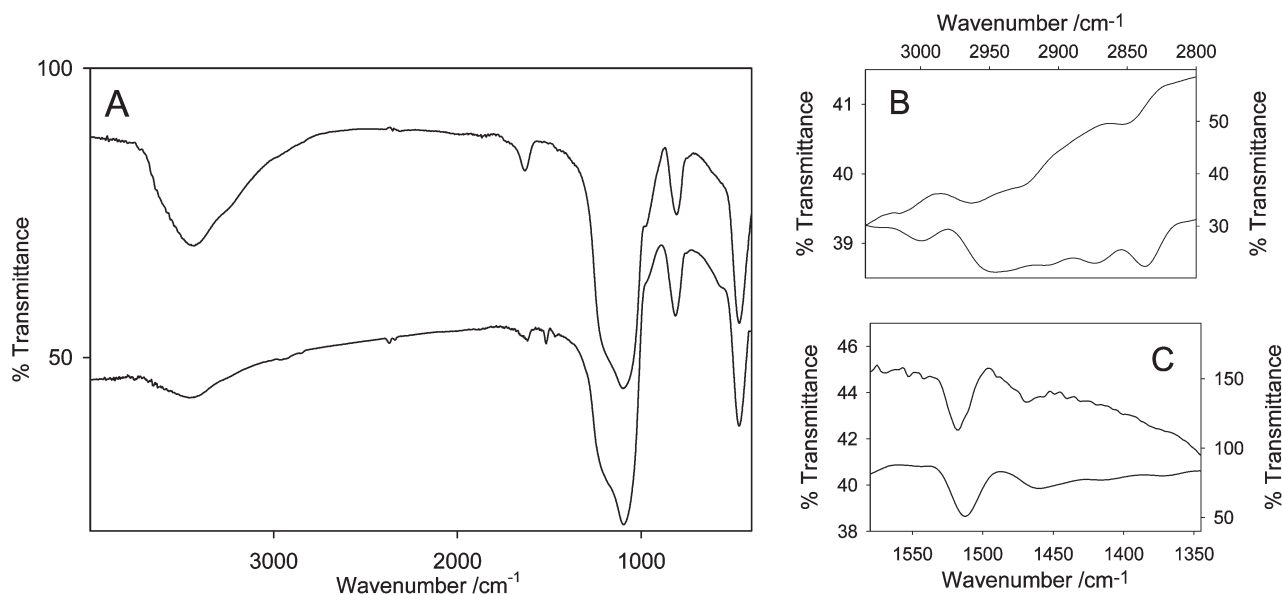 100
A
% Transmittance
50
3000
2000
1000
Wavenumber /cm-1
Wavenumber /cm-1
3000
2950
2900
2850
2800
B
% Transmittance
41
40
39
50
40
30
% Transmittance
C
% Transmittance
46
44
42
40
38
150
100
50
% Transmittance
1550
1500
1450
1400
1350
Wavenumber /cm-1